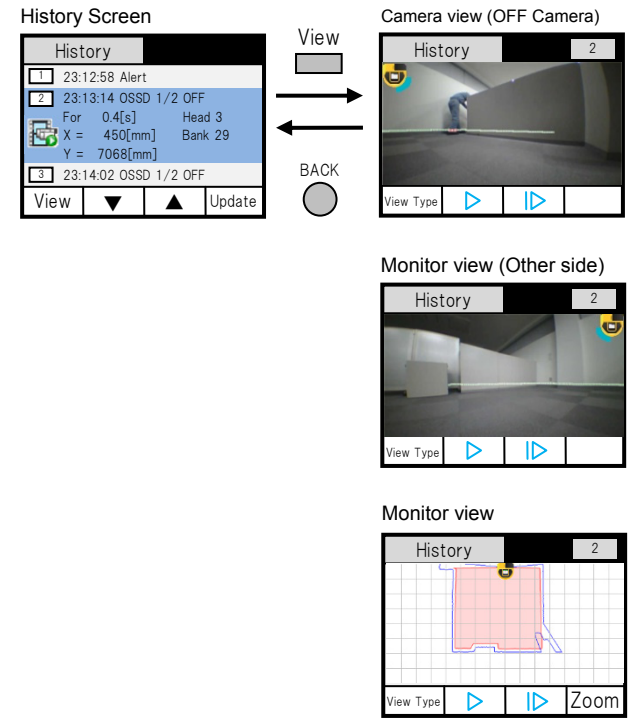 History Screen
History
1 23:12:58 Alert
2 23:13:14 OSSD 1/2 OFF
For 0.4[s] Head 3
X = 450[mm] Bank 29
Y = 7068[mm]
3 23:14:02 OSSD 1/2 OFF
View ▼ ▲ Update
View
BACK
Camera view (OFF Camera)
History 2
View Type
Monitor view (Other side)
History 2
View Type
Monitor view
History 2
View Type Zoom